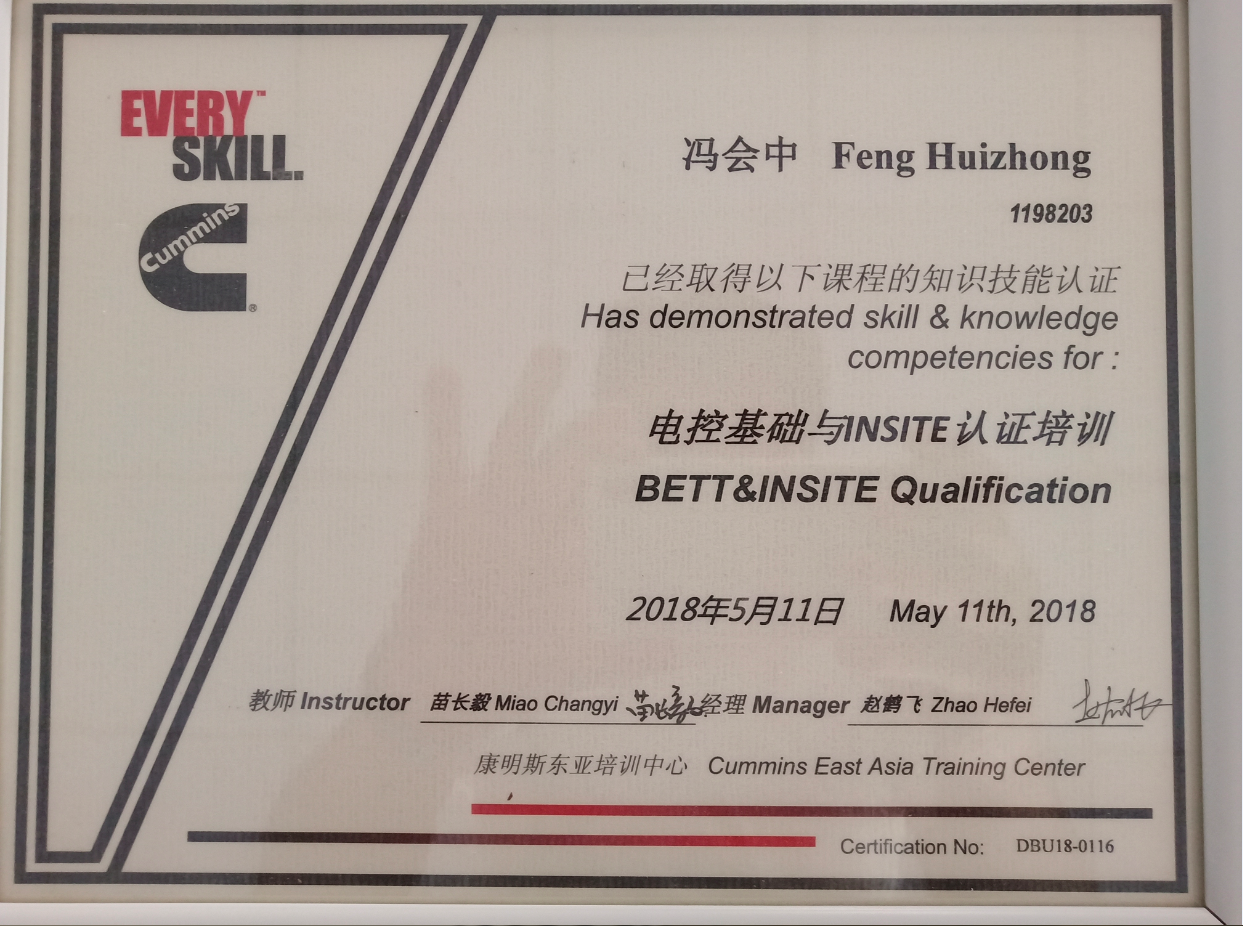 EVERY™
SKILL.
Cummins
®
冯会中 Feng Huizhong
1198203
已经取得以下课程的知识技能认证
Has demonstrated skill & knowledge
competencies for :
电控基础与INSITE认证培训
BETT&INSITE Qualification
2018年5月11日 May 11th, 2018
教师 Instructor 苗长毅 Miao Changyi 苗长毅 经理 Manager 赵鹤飞 Zhao Hefei
康明斯东亚培训中心 Cummins East Asia Training Center
Certification No: DBU18-0116